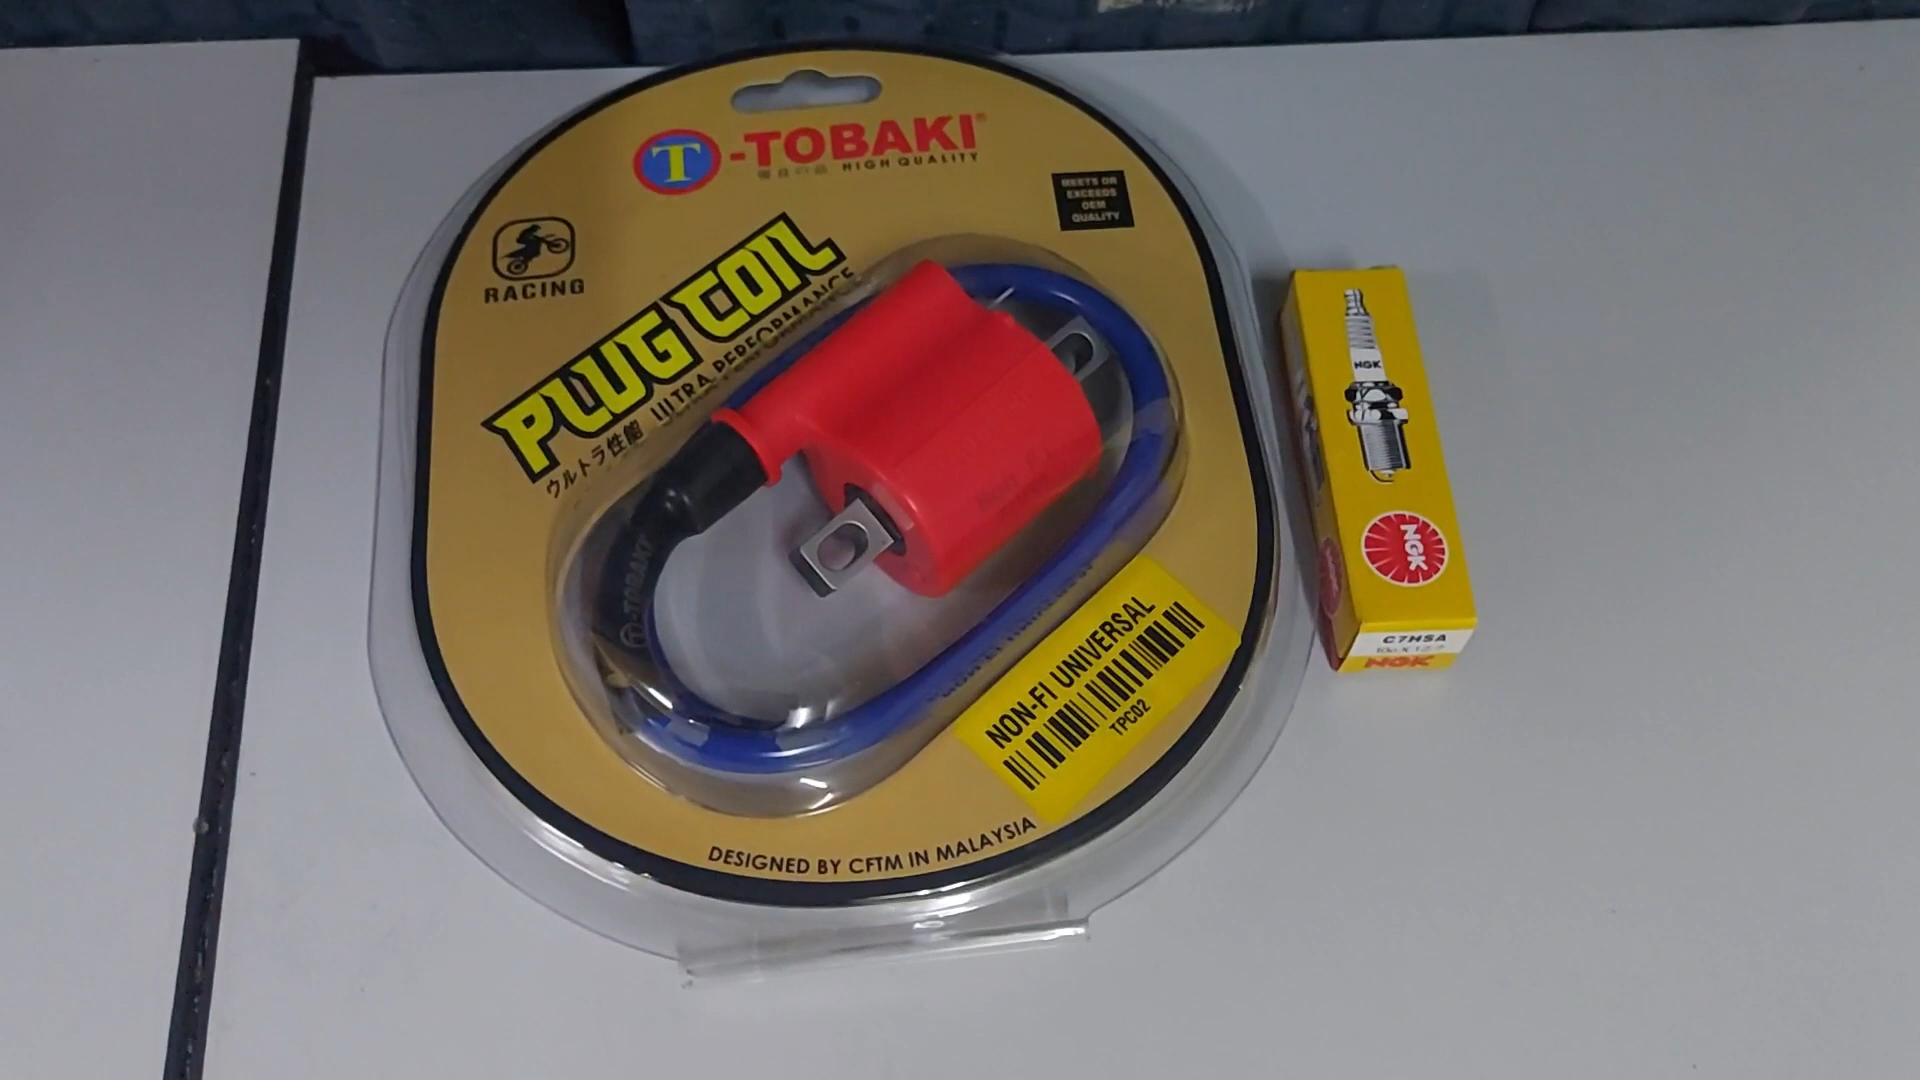 T-TOBAKI®
HIGH QUALITY
MEETS OR
EXCEEDS
OEM
QUALITY
RACING
PLUG COIL
ウルトラ性能 ULTRA PERFORMANCE
T-TOBAKI
NON-FI UNIVERSAL
TPC02
DESIGNED BY CFTM IN MALAYSIA
NGK
NGK
C7HSA
NGK